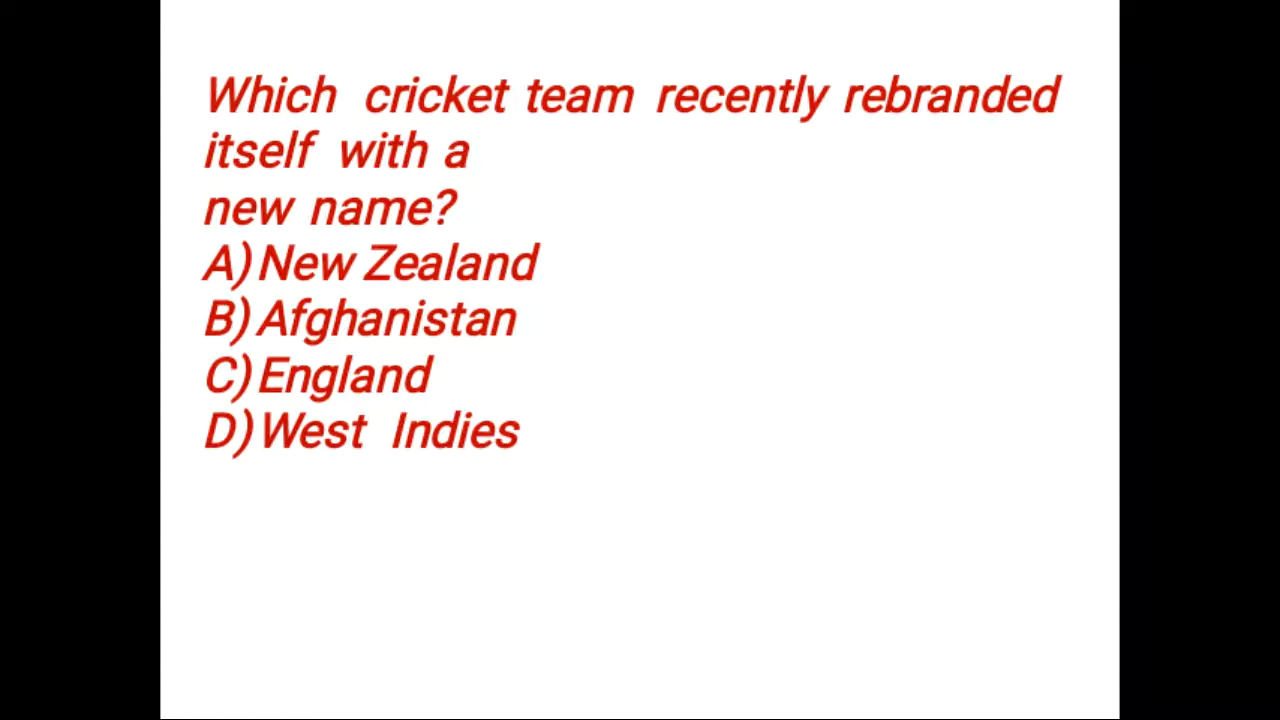 Which cricket team recently rebranded
itself with a
new name?
A) New Zealand
B) Afghanistan
C) England
D) West Indies